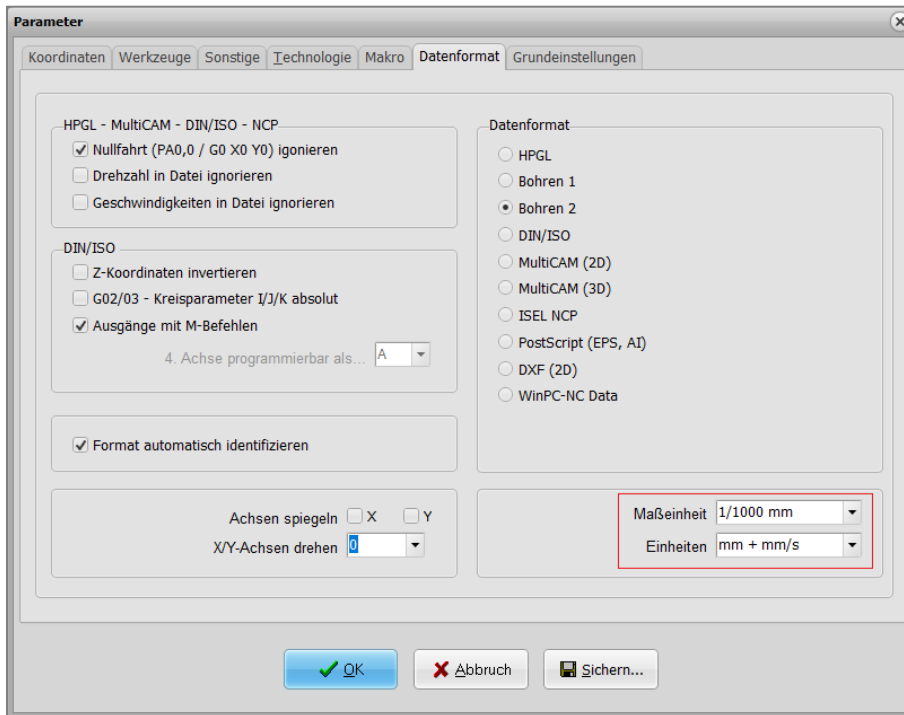 Parameter
Koordinaten Werkzeuge Sonstige Technologie Makro Datenformat Grundeinstellungen
HPGL - MultiCAM - DIN/ISO - NCP
Nullfahrt (PA0,0 / G0 X0 Y0) igonieren
Drehzahl in Datei ignorieren
Geschwindigkeiten in Datei ignorieren
DIN/ISO
Z-Koordinaten invertieren
G02/03 - Kreisparameter I/J/K absolut
Ausgänge mit M-Befehlen
4. Achse programmierbar als... A
Format automatisch identifizieren
Achsen spiegeln X Y
X/Y-Achsen drehen 0
Datenformat
HPGL
Bohren 1
Bohren 2
DIN/ISO
MultiCAM (2D)
MultiCAM (3D)
ISEL NCP
PostScript (EPS, AI)
DXF (2D)
WinPC-NC Data
Maßeinheit 1/1000 mm
Einheiten mm + mm/s
OK Abbruch Sichern...